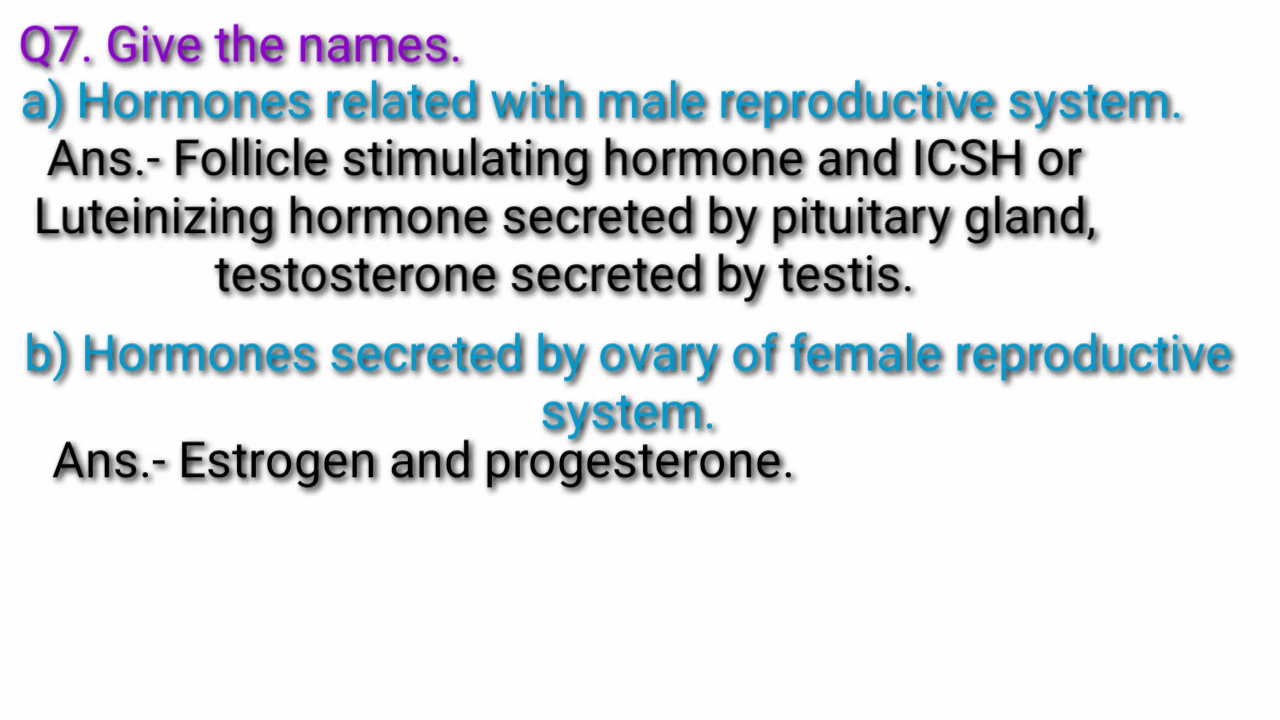 Q7. Give the names.
a) Hormones related with male reproductive system.
Ans.- Follicle stimulating hormone and ICSH or
Luteinizing hormone secreted by pituitary gland,
testosterone secreted by testis.
b) Hormones secreted by ovary of female reproductive
system.
Ans.- Estrogen and progesterone.